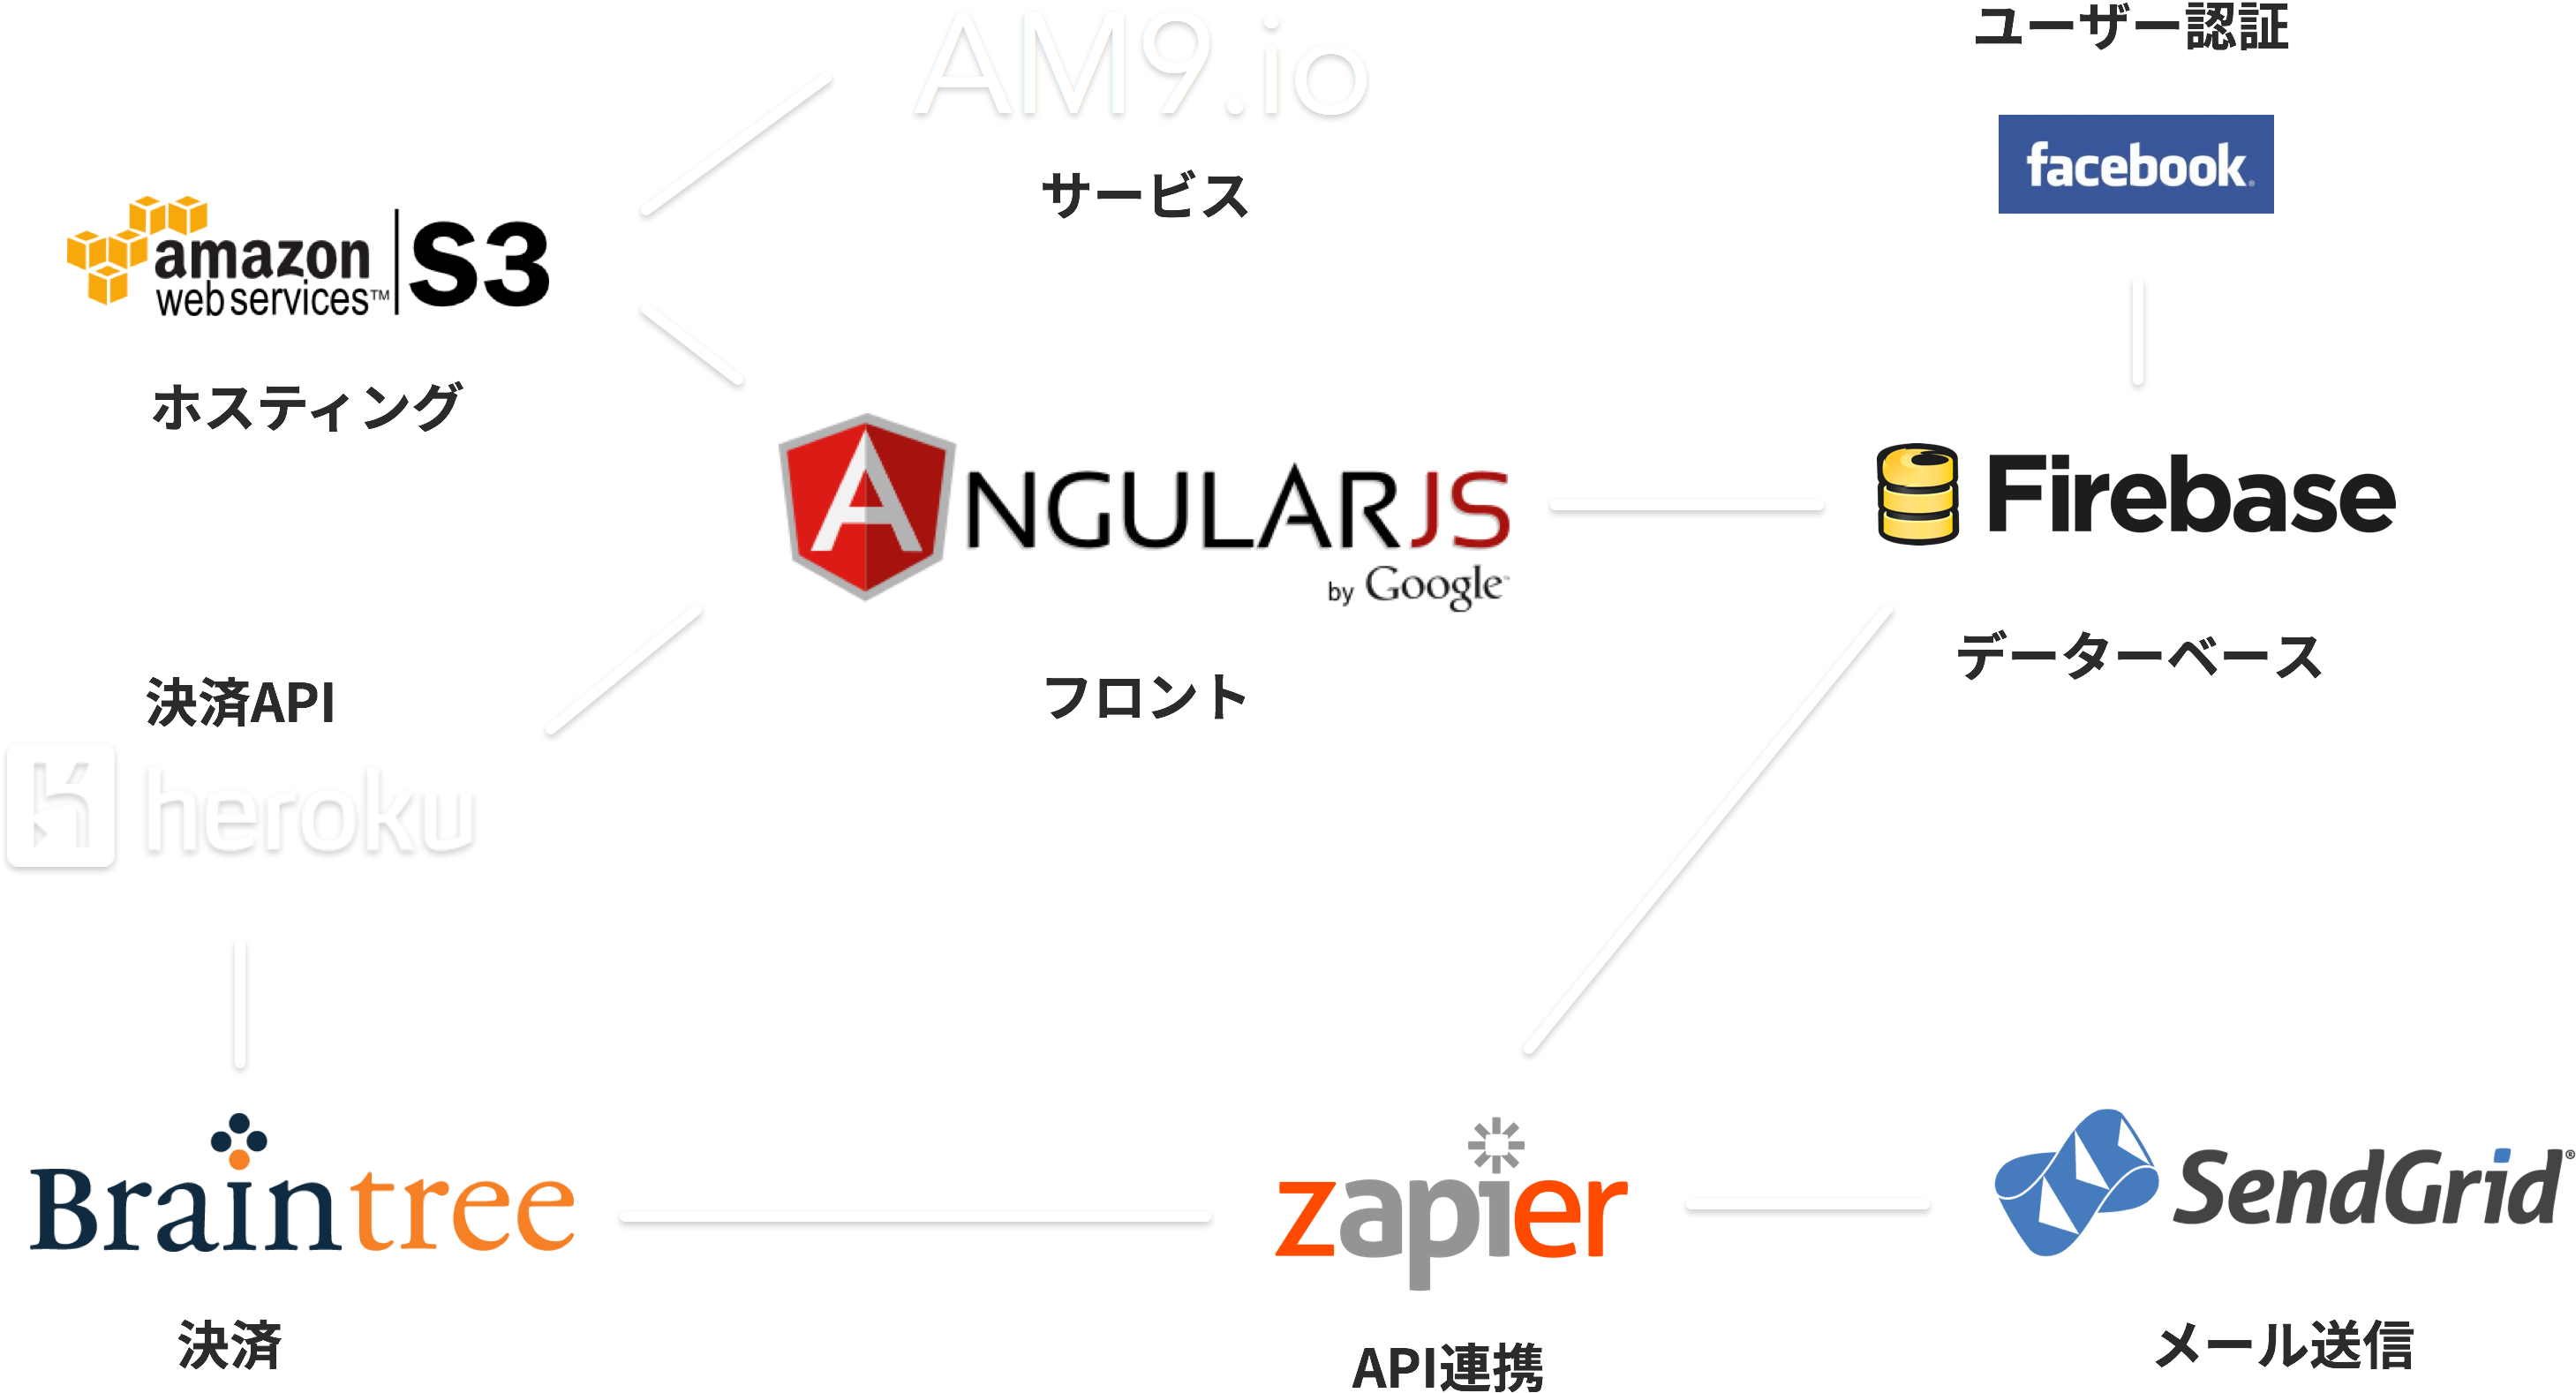 AM9.io
サービス
ユーザー認証
facebook®
amazon
web services™
S3
ホスティング
ANGULARJS
by Google™
フロント
Firebase
データーベース
決済API
heroku
Braintree
決済
zapier
API連携
SendGrid®
メール送信